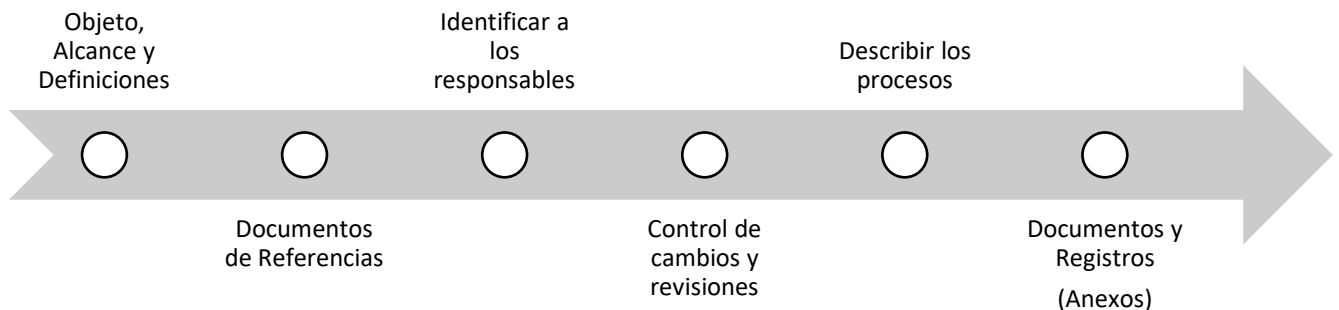 Objeto,
Alcance y
Definiciones
Documentos
de Referencias
Identificar a
los
responsables
Control de
cambios y
revisiones
Describir los
procesos
Documentos y
Registros
(Anexos)